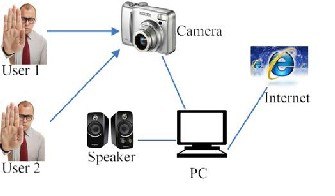 Camera
User 1
Internet
Speaker
User 2
PC